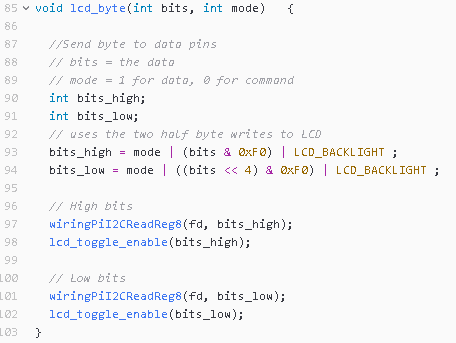 85 void lcd_byte(int bits, int mode)   {
86
87   //Send byte to data pins
88   // bits = the data
89   // mode = 1 for data, 0 for command
90   int bits_high;
91   int bits_low;
92   // uses the two half byte writes to LCD
93   bits_high = mode | (bits & 0xF0) | LCD_BACKLIGHT ;
94   bits_low = mode | ((bits << 4) & 0xF0) | LCD_BACKLIGHT ;
95
96   // High bits
97   wiringPiI2CReadReg8(fd, bits_high);
98   lcd_toggle_enable(bits_high);
99
100   // Low bits
101   wiringPiI2CReadReg8(fd, bits_low);
102   lcd_toggle_enable(bits_low);
103 }